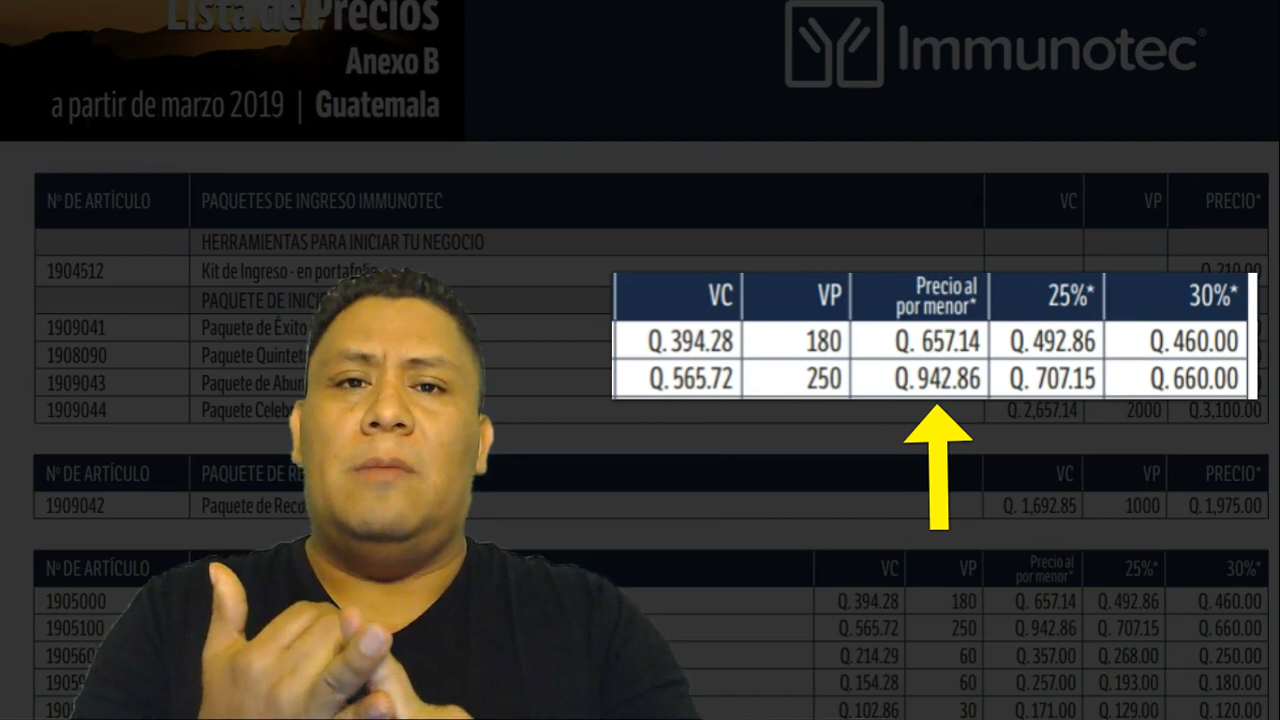 Lista de Precios
Anexo B
a partir de marzo 2019 | Guatemala
Immunotec®
Nº DE ARTÍCULO PAQUETES DE INGRESO IMMUNOTEC VC VP PRECIO*
HERRAMIENTAS PARA INICIAR TU NEGOCIO
1904512 Kit de Ingreso - en portafolio Q. 210.00
PAQUETE DE INICI
1909041 Paquete de Éxito
1908090 Paquete Quintet
1909043 Paquete de Abun
1909044 Paquete Celeb Q. 2,657.14 2000 Q.3,100.00
VC VP Precio al por menor* 25%* 30%*
Q. 394.28 180 Q. 657.14 Q. 492.86 Q. 460.00
Q. 565.72 250 Q. 942.86 Q. 707.15 Q. 660.00
Nº DE ARTÍCULO PAQUETE DE RE VC VP PRECIO*
1909042 Paquete de Reco Q. 1,692.85 1000 Q. 1,975.00
Nº DE ARTÍCULO VC VP Precio al por menor* 25%* 30%*
1905000 Q. 394.28 180 Q. 657.14 Q. 492.86 Q. 460.00
1905100 Q. 565.72 250 Q. 942.86 Q. 707.15 Q. 660.00
190560 Q. 214.29 60 Q. 357.00 Q. 268.00 Q. 250.00
19059 Q. 154.28 60 Q. 257.00 Q. 193.00 Q. 180.00
190 Q. 102.86 30 Q. 171.00 Q. 129.00 Q. 120.00